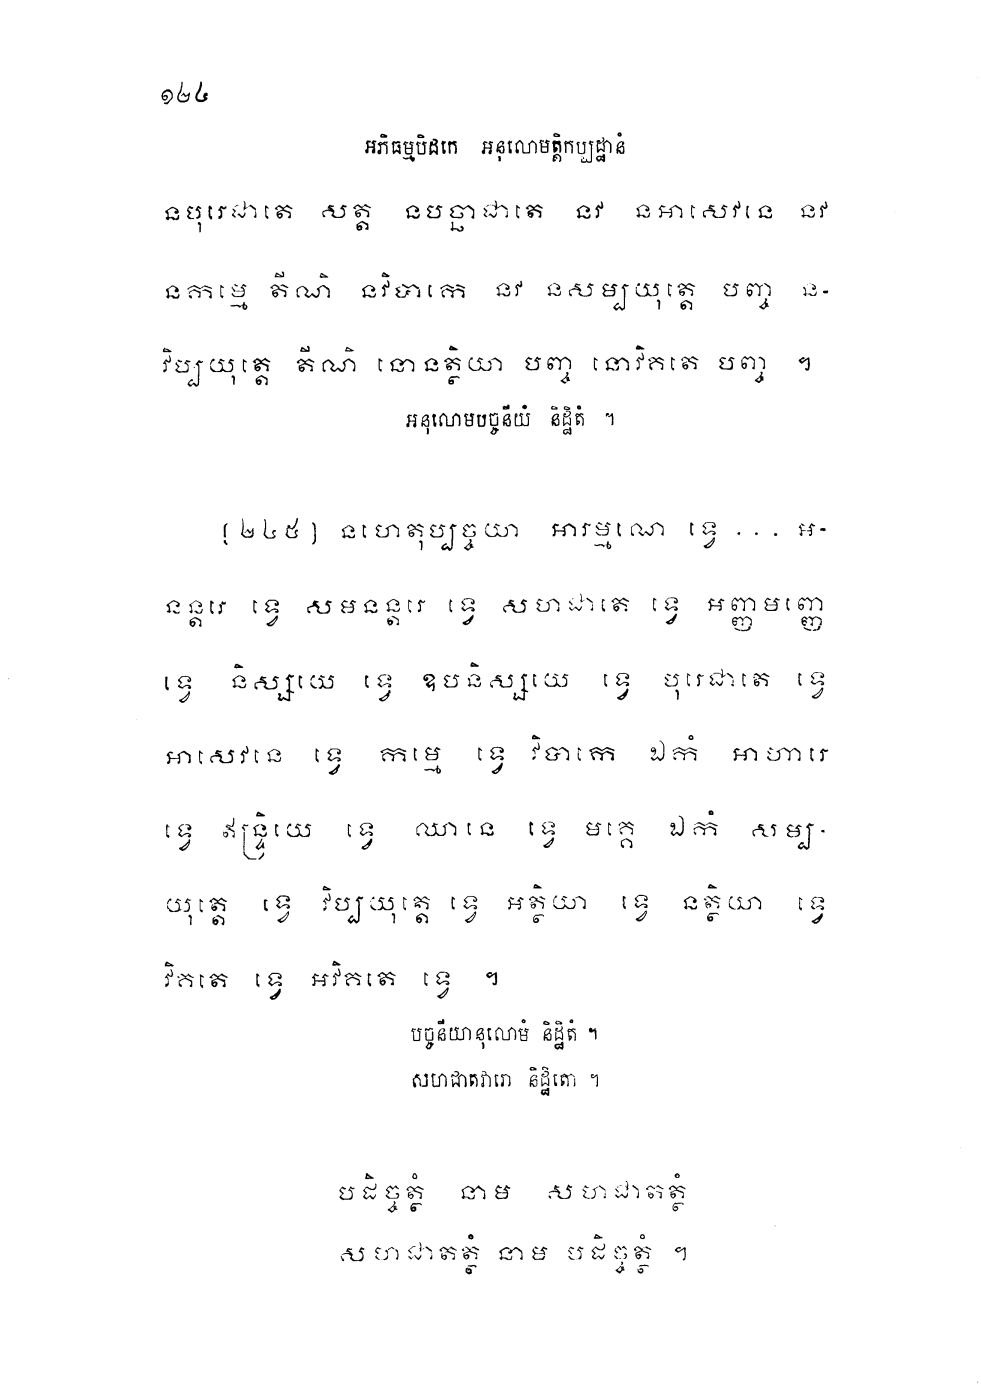 ១២៤
អភិធម្មបិដកេ អនុលោមត្តិកប្បដ្ឋានំ
នបុរេជាតេ សត្ត នបច្ឆាជាតេ នវ នអាសេវនេ នវ
នកម្មេ តីណិ នវិបាកេ នវ នសម្បយុត្តេ បញ្ច ន-
វិប្បយុត្តេ តីណិ នោនត្ថិយា បញ្ច នោវិគតេ បញ្ច ។
អនុលោមបច្ចនីយំ និដ្ឋិតំ ។
[២៤៥] នហេតុប្បច្ចយា អារម្មណេ ទ្វេ ... អ-
នន្តរេ ទ្វេ សមនន្តរេ ទ្វេ សហជាតេ ទ្វេ អញ្ញមញ្ញេ
ទ្វេ និស្សយេ ទ្វេ ឧបនិស្សយេ ទ្វេ បុរេជាតេ ទ្វេ
អាសេវនេ ទ្វេ កម្មេ ទ្វេ វិបាកេ ឯកំ អាហារេ
ទ្វេ ឥន្ទ្រិយេ ទ្វេ ឈានេ ទ្វេ មគ្គេ ឯកំ សម្ប-
យុត្តេ ទ្វេ វិប្បយុត្តេ ទ្វេ អត្ថិយា ទ្វេ នត្ថិយា ទ្វេ
វិគតេ ទ្វេ អវិគតេ ទ្វេ ។
បច្ចនីយានុលោមំ និដ្ឋិតំ ។
សហជាតវារោ និដ្ឋិតោ ។
បដិច្ចត្ថំ នាម សហជាតត្ថំ
សហជាតត្ថំ នាម បដិច្ចត្ថំ ។